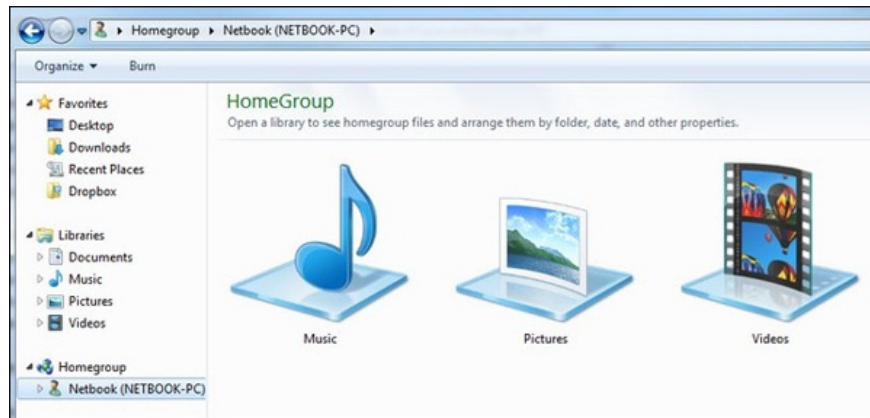 Homegroup Netbook (NETBOOK-PC)
Organize Burn
Favorites
Desktop
Downloads
Recent Places
Dropbox
Libraries
Documents
Music
Pictures
Videos
Homegroup
Netbook (NETBOOK-PC)
HomeGroup
Open a library to see homegroup files and arrange them by folder, date, and other properties.
Music
Pictures
Videos